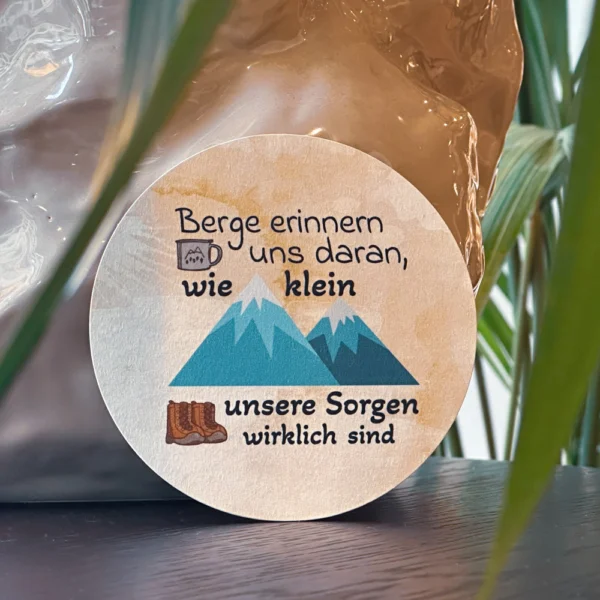 Berge erinnern
uns daran,
wie klein
unsere Sorgen
wirklich sind